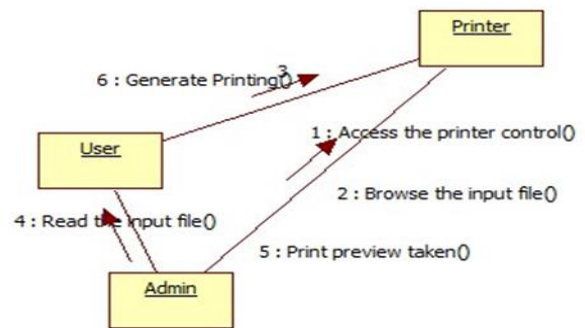 Printer
3
6 : Generate Printing()
1 : Access the printer control()
User
2 : Browse the input file()
4 : Read the input file()
5 : Print preview taken()
Admin